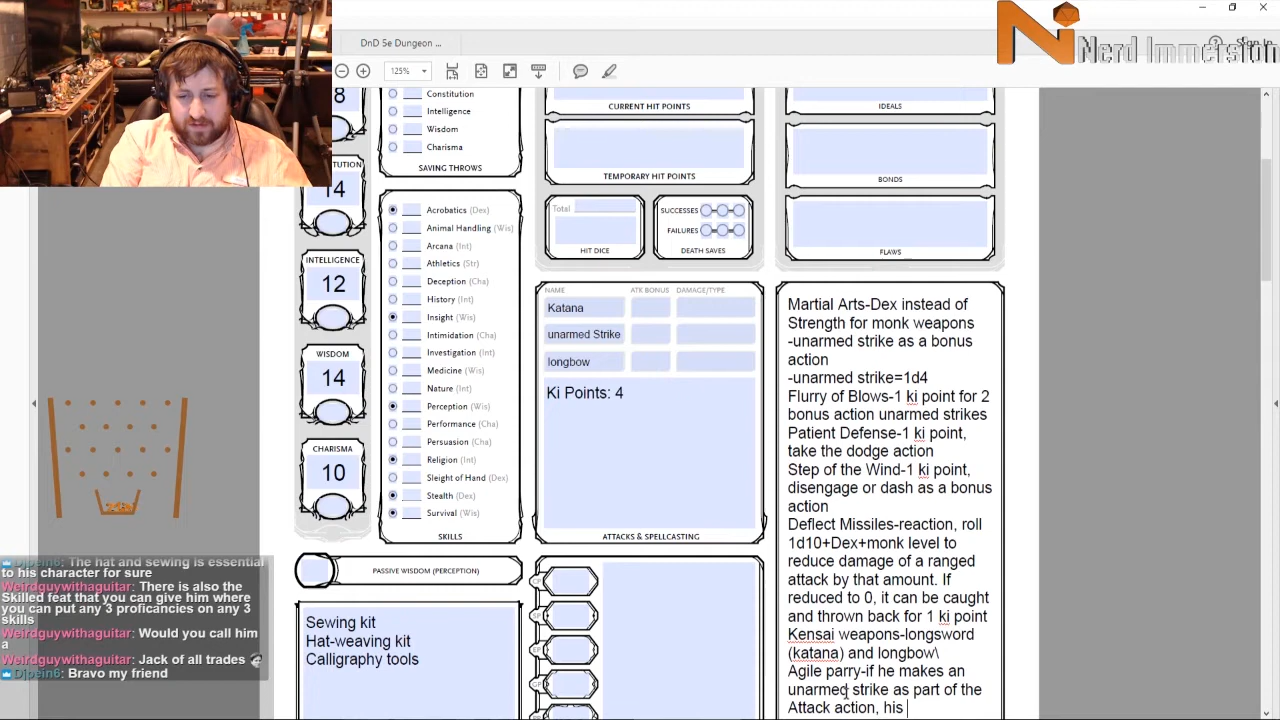 Nerd Immersion
DnD 5e Dungeon ...
Sign In
125%
8
14
INTELLIGENCE
12
WISDOM
14
CHARISMA
10
Constitution
Intelligence
Wisdom
Charisma
SAVING THROWS
Acrobatics (Dex)
Animal Handling (Wis)
Arcana (Int)
Athletics (Str)
Deception (Cha)
History (Int)
Insight (Wis)
Intimidation (Cha)
Investigation (Int)
Medicine (Wis)
Nature (Int)
Perception (Wis)
Performance (Cha)
Persuasion (Cha)
Religion (Int)
Sleight of Hand (Dex)
Stealth (Dex)
Survival (Wis)
SKILLS
PASSIVE WISDOM (PERCEPTION)
Sewing kit
Hat-weaving kit
Calligraphy tools
CURRENT HIT POINTS
TEMPORARY HIT POINTS
Total
HIT DICE
SUCCESSES
FAILURES
DEATH SAVES
NAME ATK BONUS DAMAGE/TYPE
Katana
unarmed Strike
longbow
Ki Points: 4
ATTACKS & SPELLCASTING
CP
SP
EP
GP
IDEALS
BONDS
FLAWS
Martial Arts-Dex instead of
Strength for monk weapons
-unarmed strike as a bonus
action
-unarmed strike=1d4
Flurry of Blows-1 ki point for 2
bonus action unarmed strikes
Patient Defense-1 ki point,
take the dodge action
Step of the Wind-1 ki point,
disengage or dash as a bonus
action
Deflect Missiles-reaction, roll
1d10+Dex+monk level to
reduce damage of a ranged
attack by that amount. If
reduced to 0, it can be caught
and thrown back for 1 ki point
Kensai weapons-longsword
(katana) and longbow\
Agile parry-if he makes an
unarmed strike as part of the
Attack action, his
Djpein6: The hat and sewing is essential
to his character for sure
Weirdguywithaguitar: There is also the
Skilled feat that you can give him where
you can put any 3 proficancies on any 3
skills
Weirdguywithaguitar: Would you call him
a
Weirdguywithaguitar: Jack of all trades
Djpein6: Bravo my friend